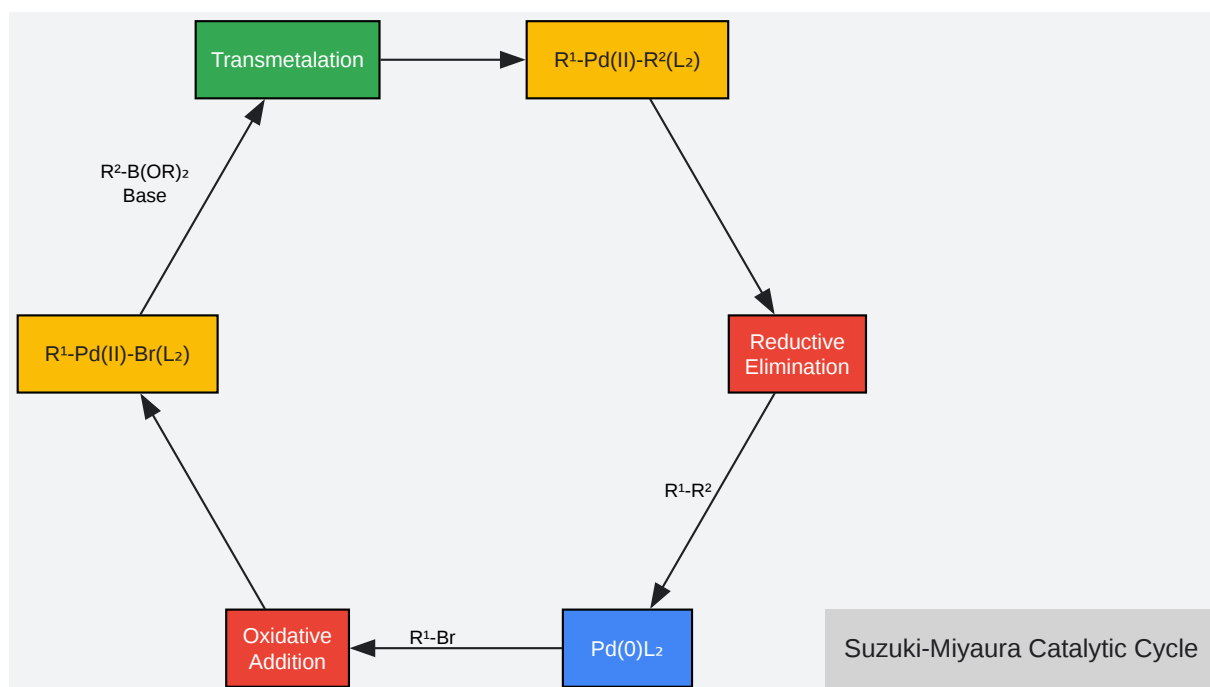 Transmetalation
R¹-Pd(II)-R²(L₂)
R²-B(OR)₂
Base
R¹-Pd(II)-Br(L₂)
Reductive
Elimination
R¹-R²
Oxidative
Addition
R¹-Br
Pd(0)L₂
Suzuki-Miyaura Catalytic Cycle